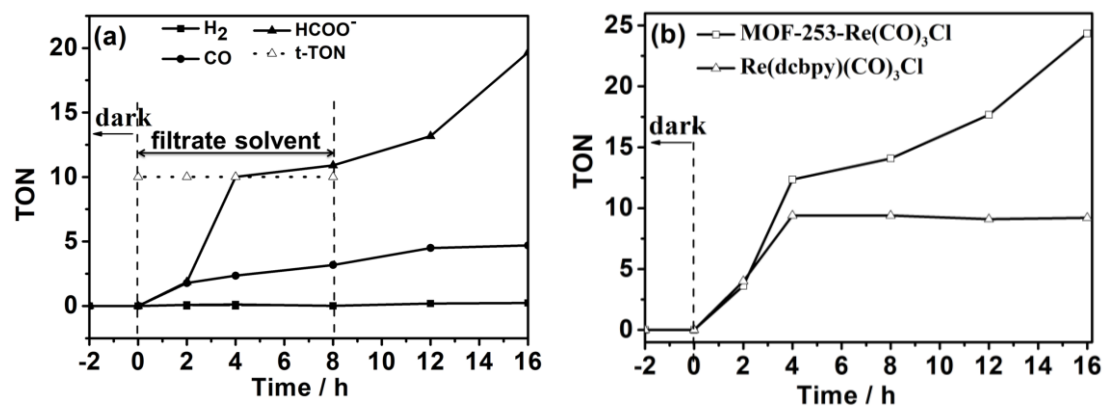 (a)
H2
HCOO-
CO
t-TON
20
15
10
5
0
TON
dark
filtrate solvent
-2 0 2 4 6 8 10 12 14 16
Time / h
(b)
MOF-253-Re(CO)3Cl
Re(dcbpy)(CO)3Cl
25
20
15
10
5
0
TON
dark
-2 0 2 4 6 8 10 12 14 16
Time / h